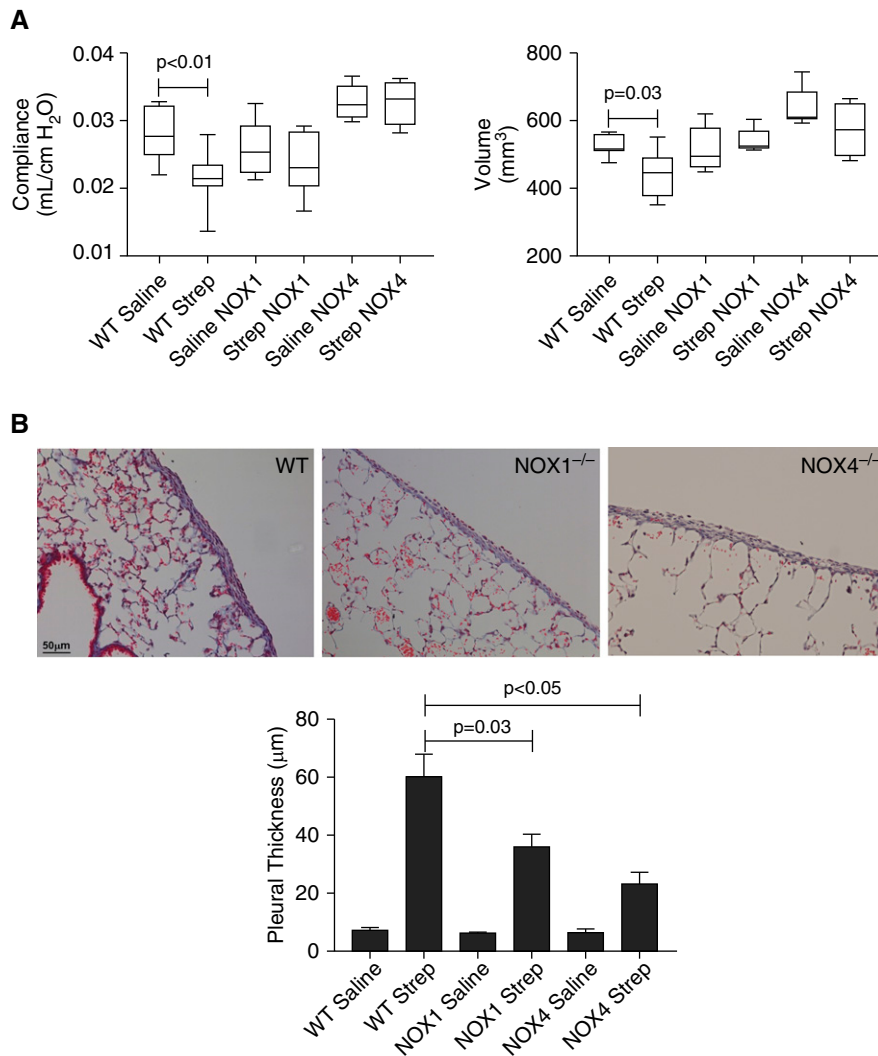 A
Compliance
(mL/cm H₂O)
0.04
0.03
0.02
0.01
p<0.01
WT Saline
WT Strep
Saline NOX1
Strep NOX1
Saline NOX4
Strep NOX4
Volume
(mm³)
800
600
400
200
p=0.03
WT Saline
WT Strep
Saline NOX1
Strep NOX1
Saline NOX4
Strep NOX4
B
WT
50µm
NOX1⁻/⁻
NOX4⁻/⁻
Pleural Thickness (µm)
80
60
40
20
0
p<0.05
p=0.03
WT Saline
WT Strep
NOX1 Saline
NOX1 Strep
NOX4 Saline
NOX4 Strep